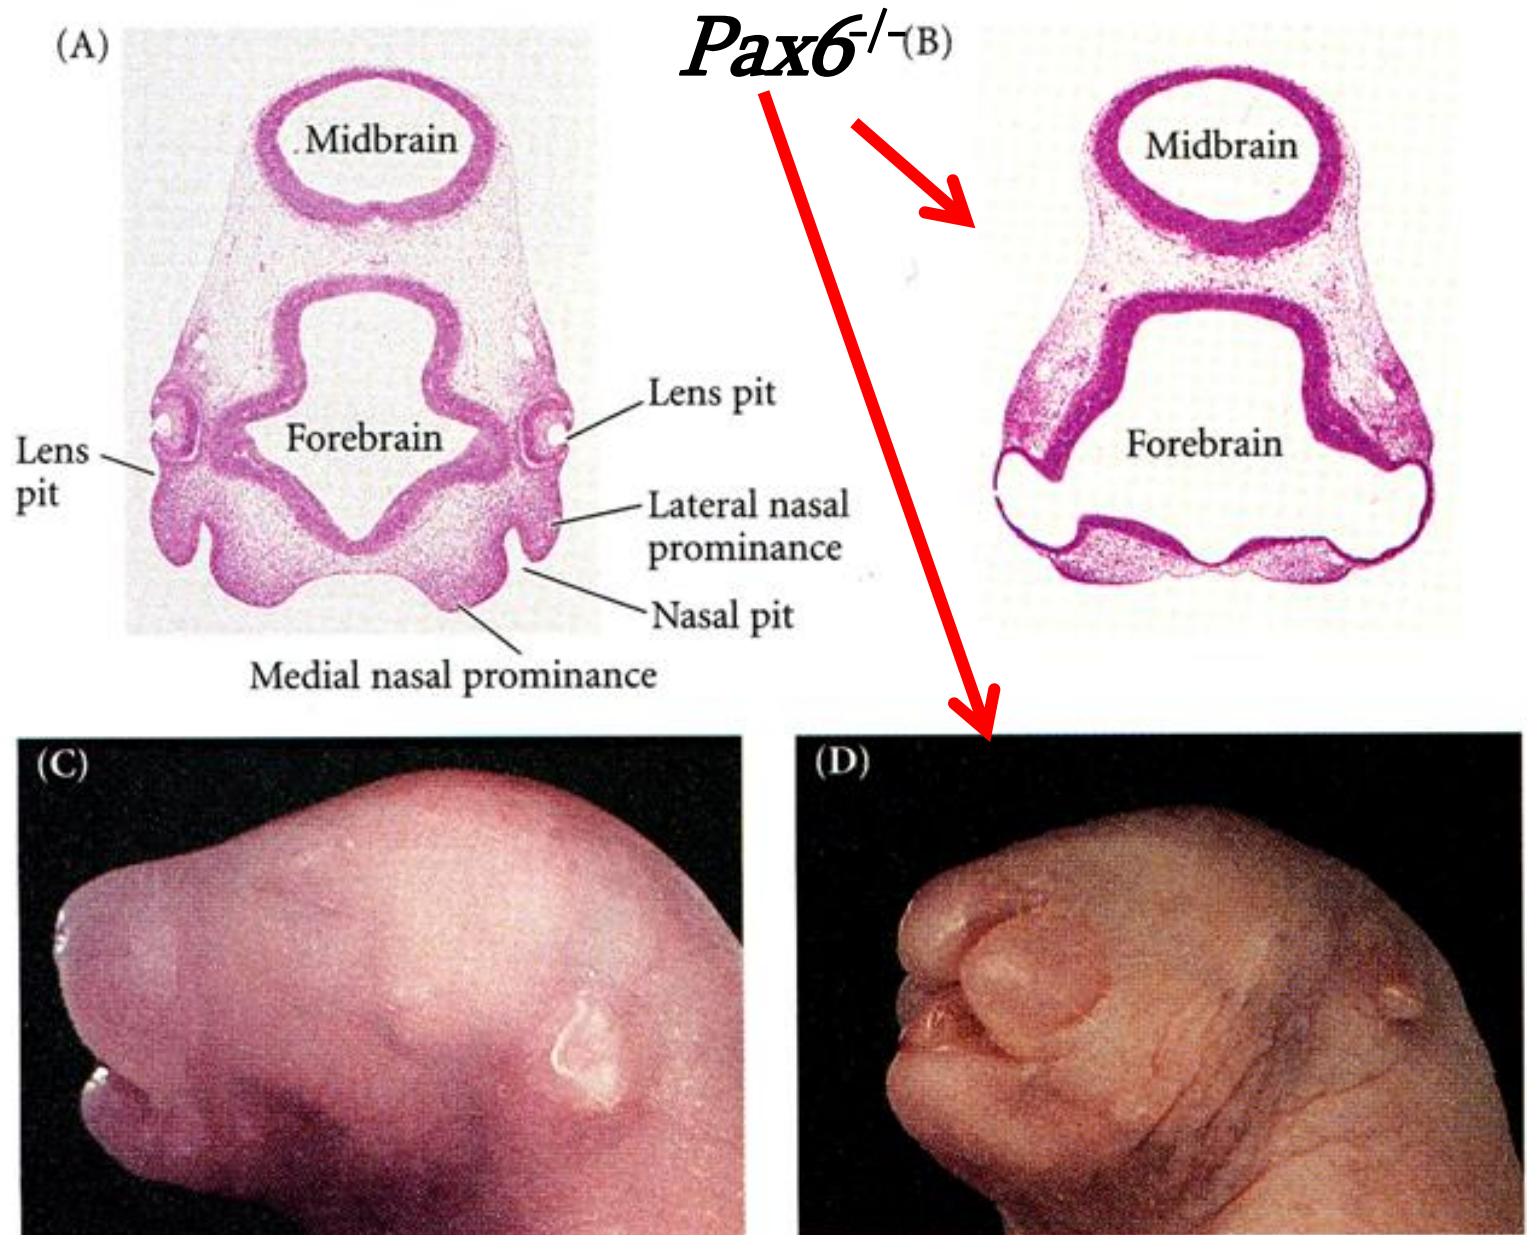 (A)
Pax6-/-
(B)
Midbrain
Midbrain
Lens pit
Forebrain
Forebrain
Lens
pit
Lateral nasal
prominance
Nasal pit
Medial nasal prominance
(C)
(D)